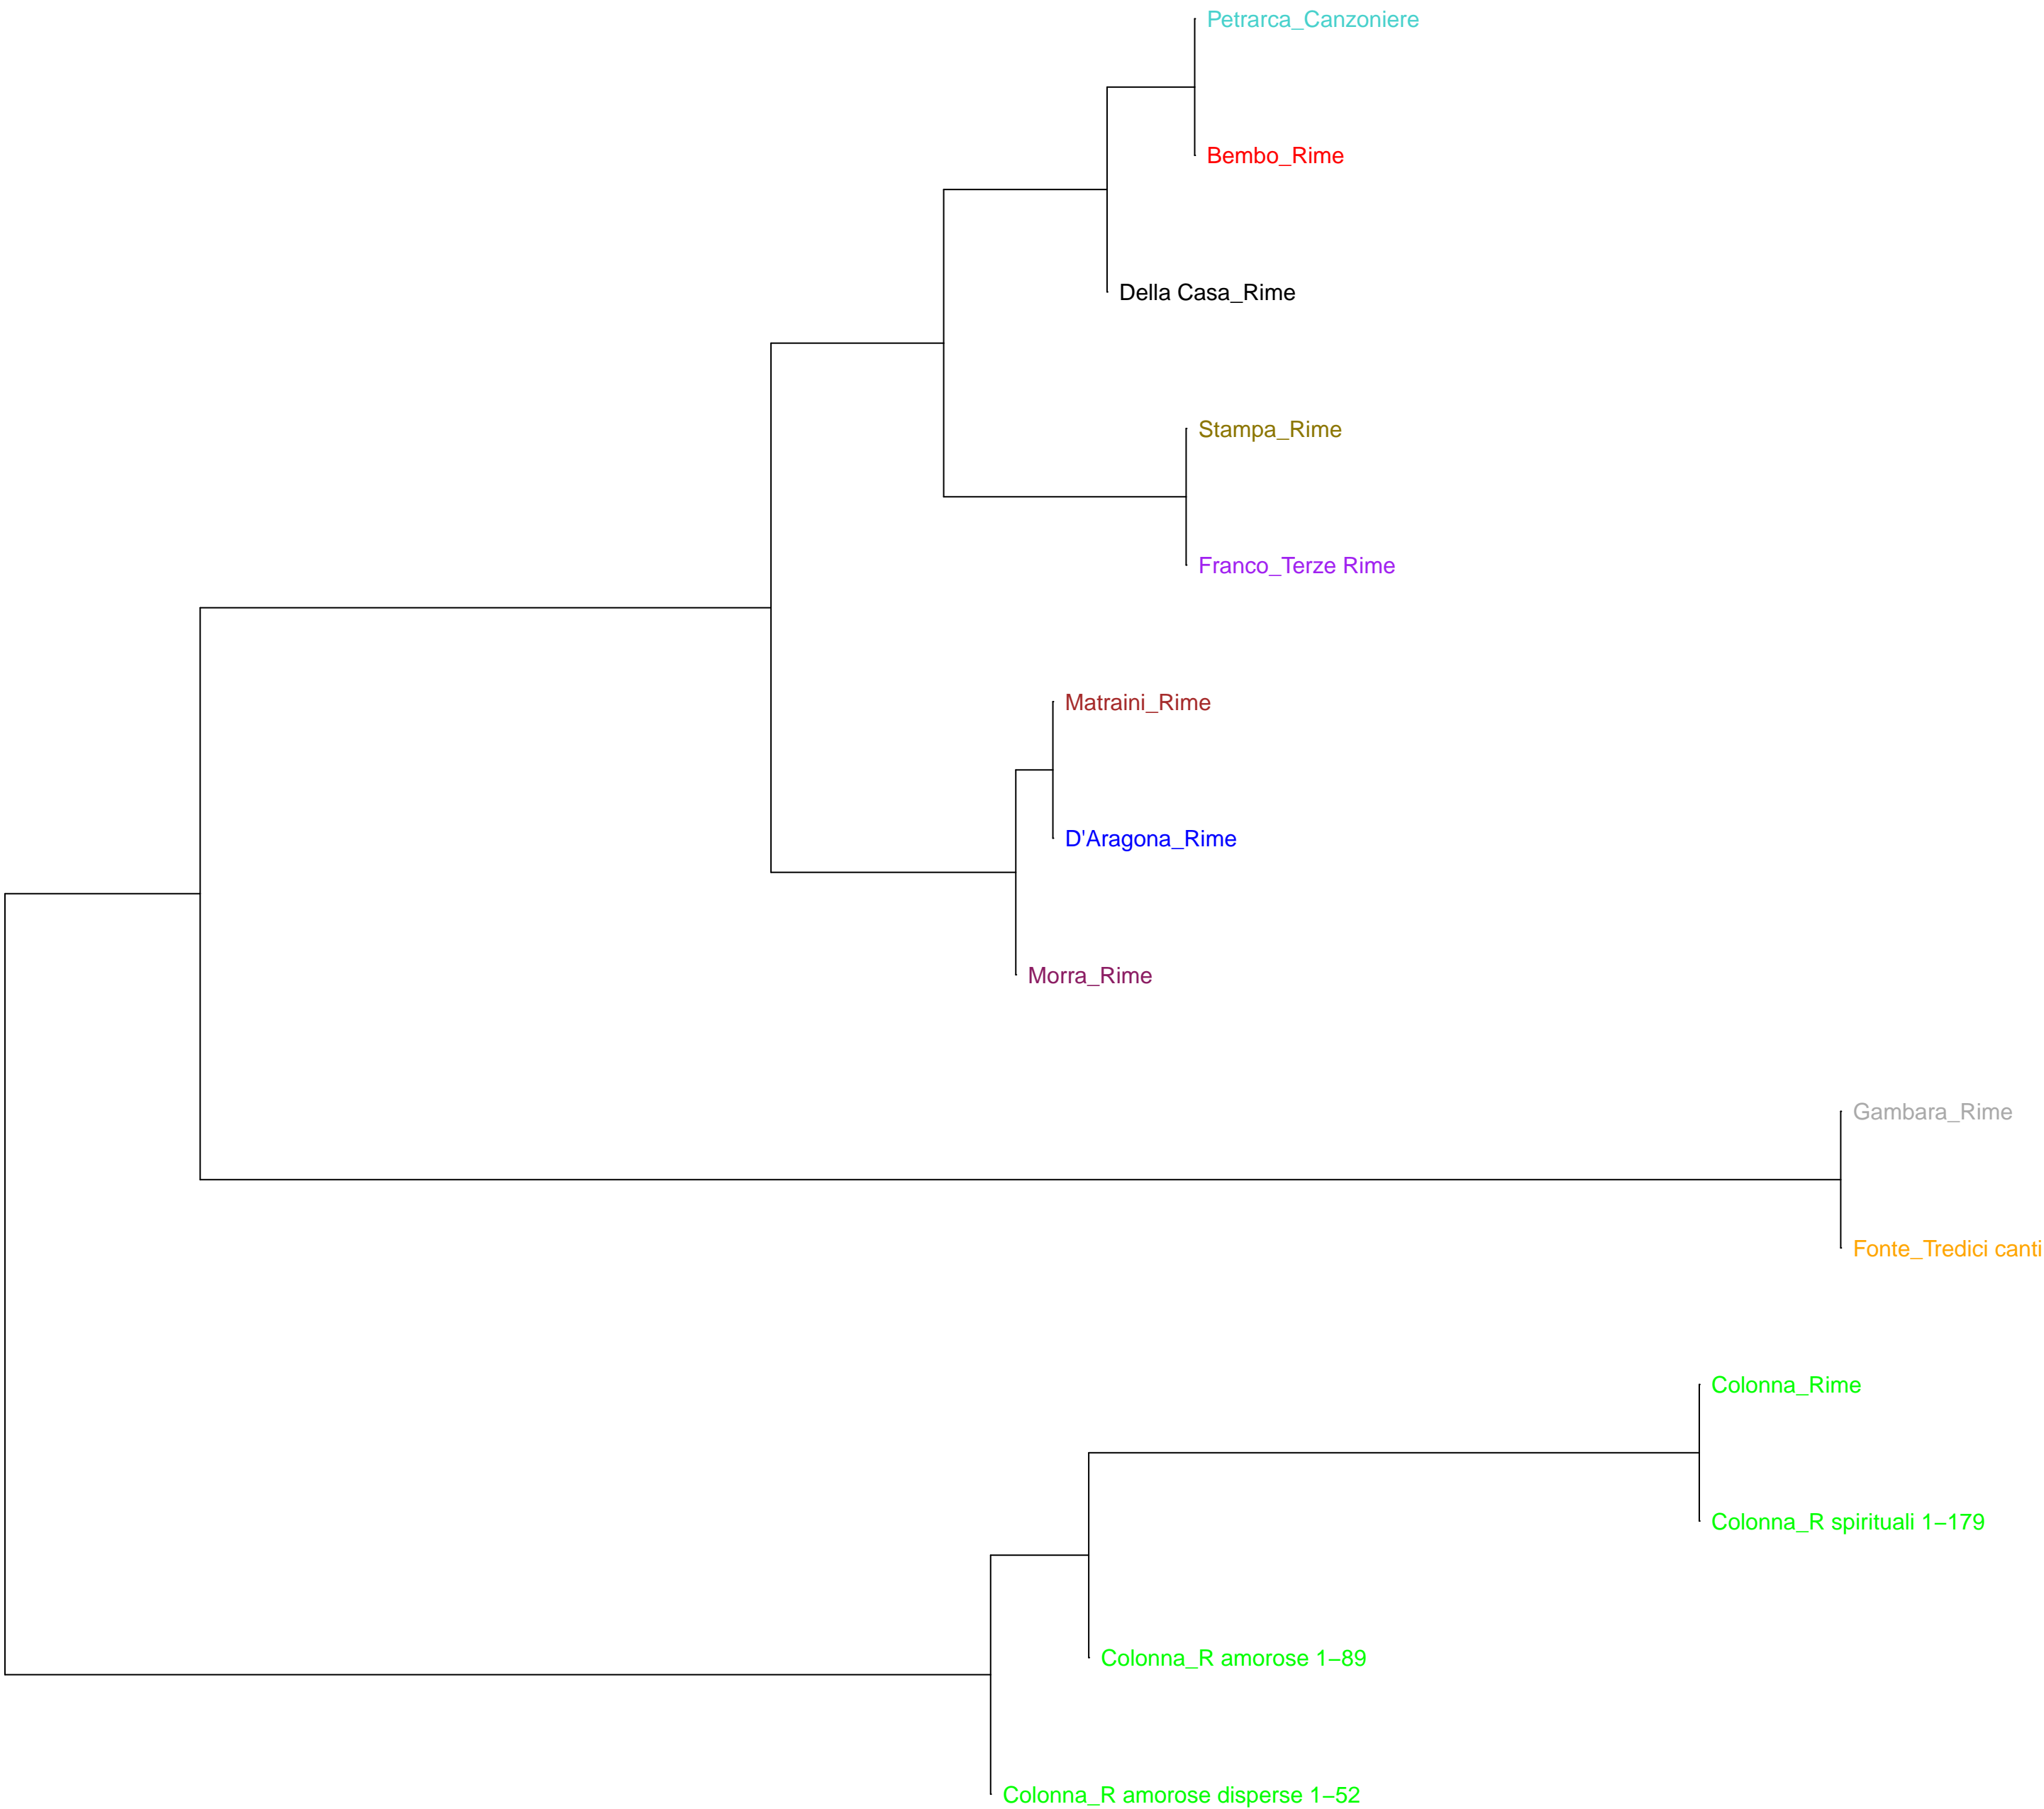 Petrarca_Canzoniere
Bembo_Rime
Della Casa_Rime
Stampa_Rime
Franco_Terze Rime
Matraini_Rime
D'Aragona_Rime
Morra_Rime
Gambara_Rime
Fonte_Tredici canti
Colonna_Rime
Colonna_R spirituali 1−179
Colonna_R amorose 1−89
Colonna_R amorose disperse 1−52